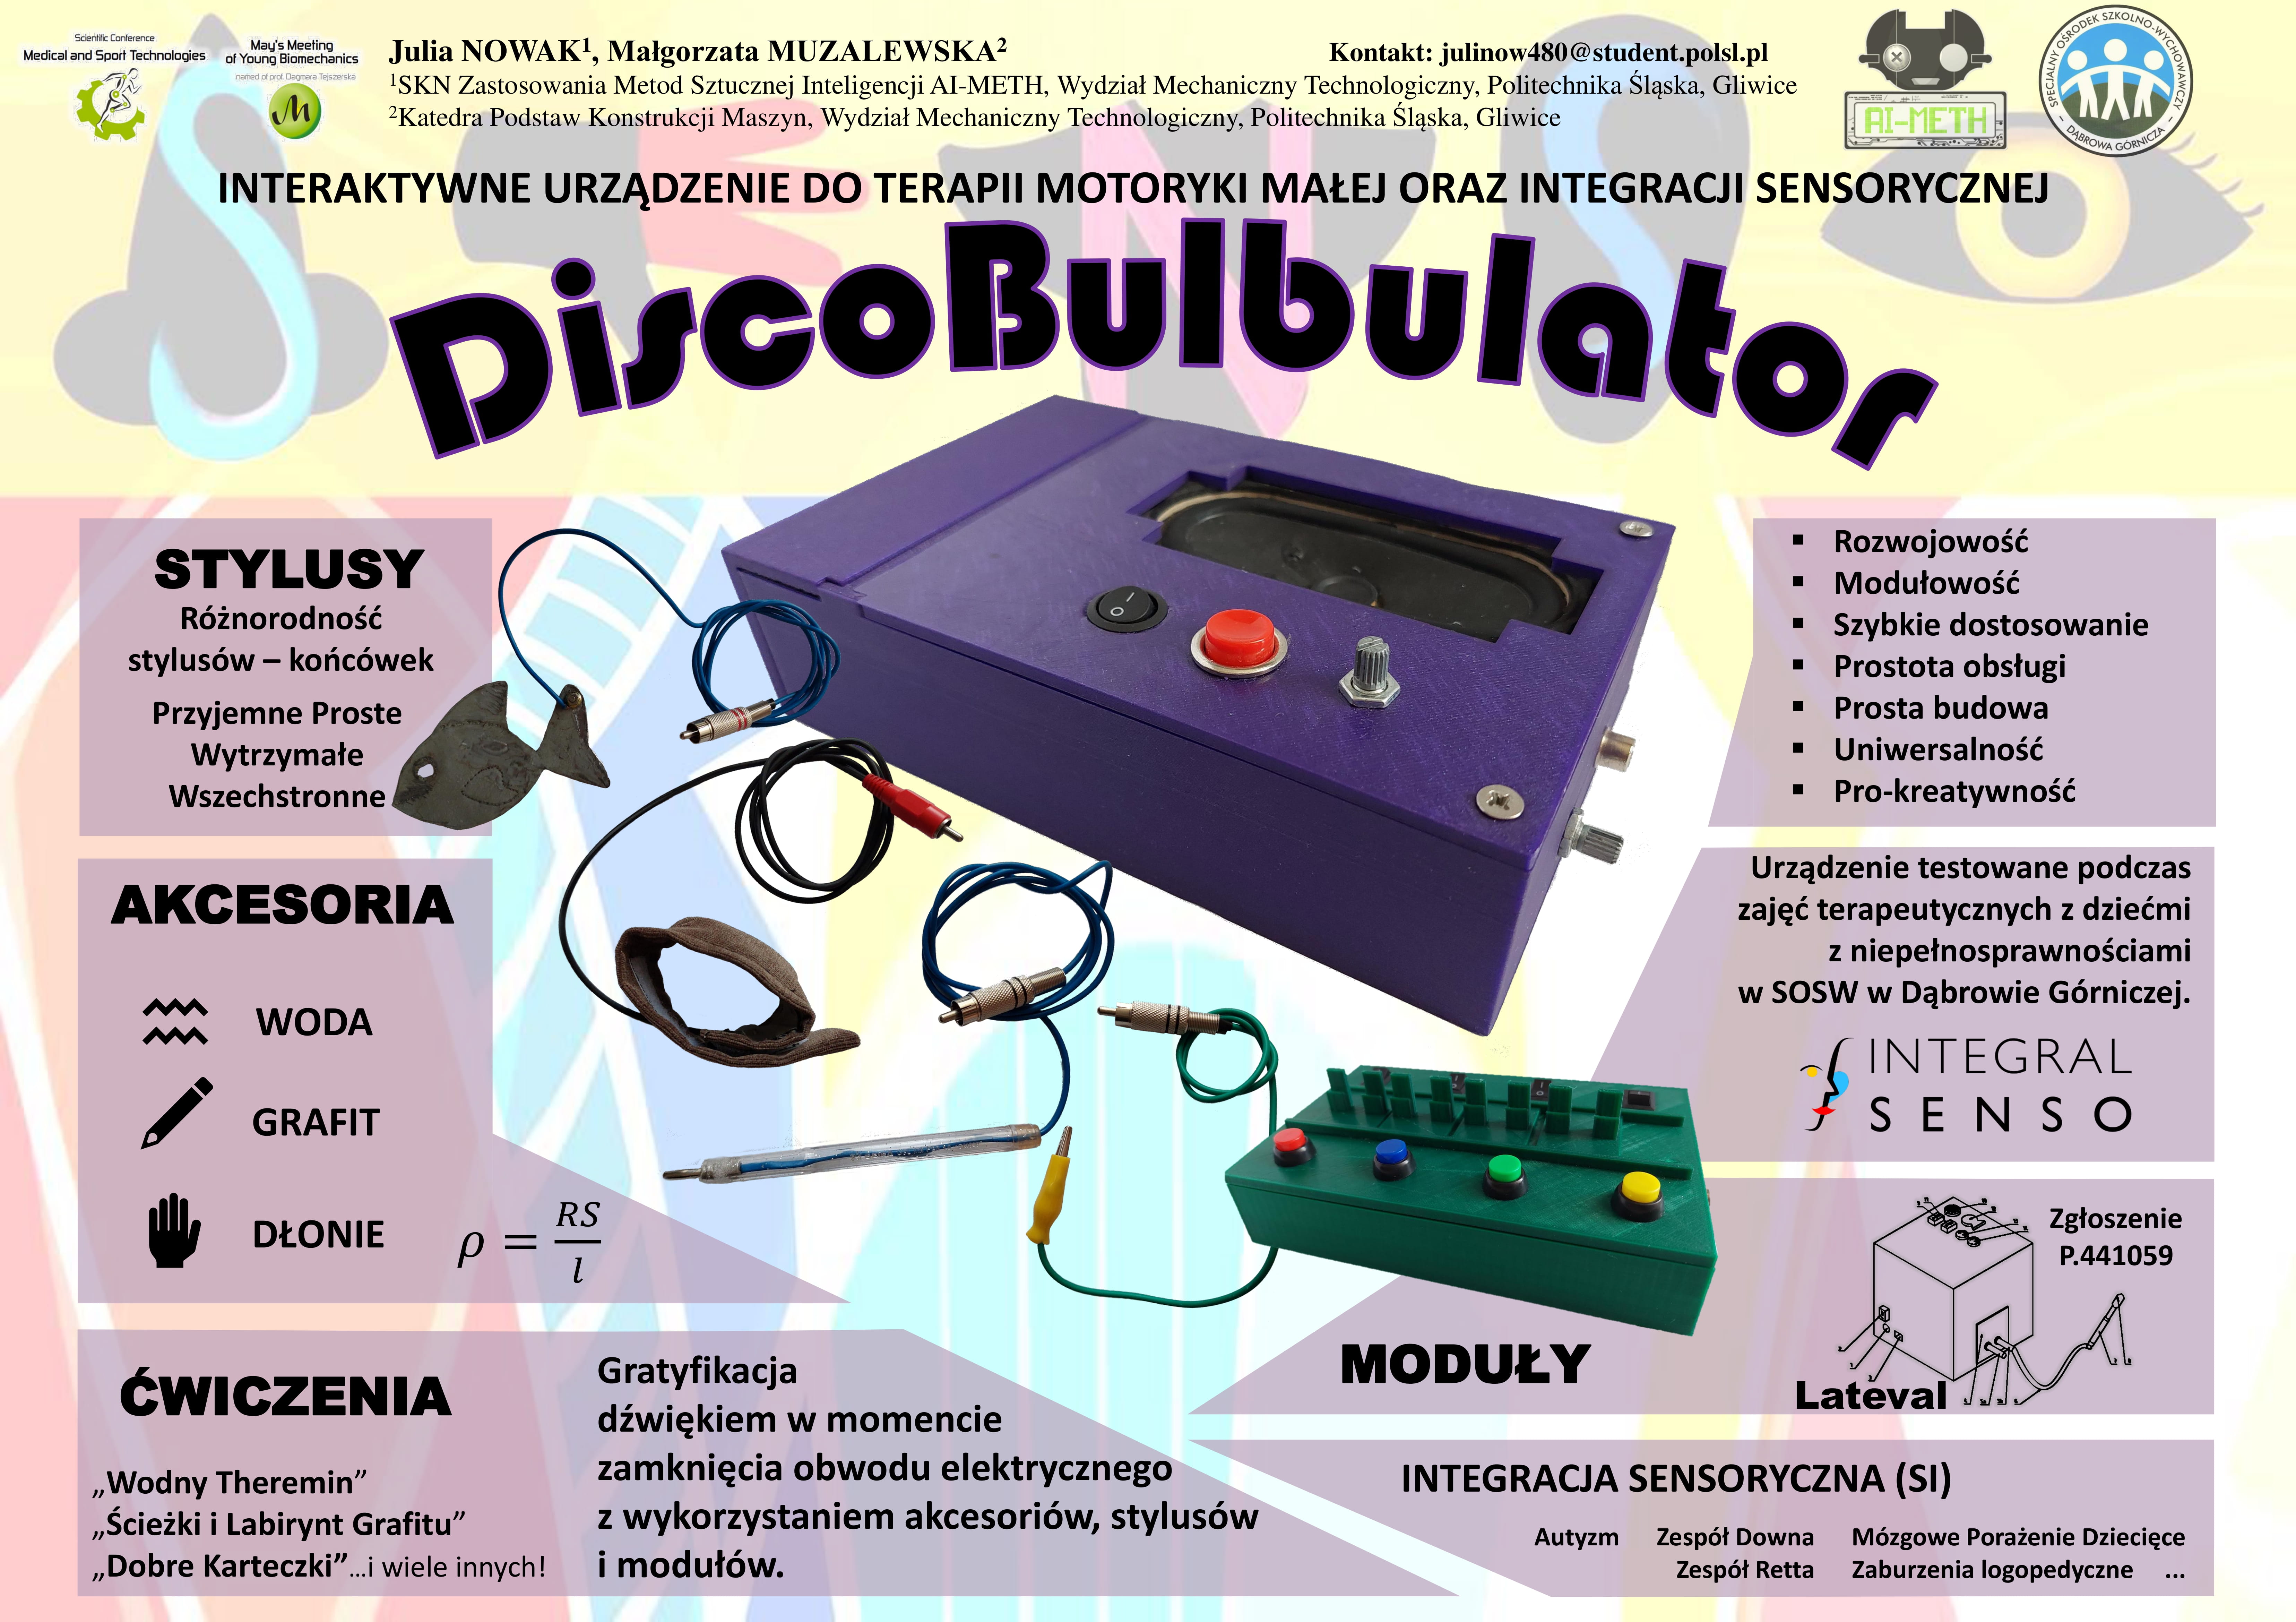 Scientific Conference
Medical and Sport Technologies
May's Meeting
of Young Biomechanics
named of prof. Dagmara Tejszerska
M
Julia NOWAK¹, Małgorzata MUZALEWSKA²
Kontakt: julinow480@student.polsl.pl
¹SKN Zastosowania Metod Sztucznej Inteligencji AI-METH, Wydział Mechaniczny Technologiczny, Politechnika Śląska, Gliwice
²Katedra Podstaw Konstrukcji Maszyn, Wydział Mechaniczny Technologiczny, Politechnika Śląska, Gliwice
AI-METH
SPECJALNY OŚRODEK SZKOLNO-WYCHOWAWCZY
– DĄBROWA GÓRNICZA –
INTERAKTYWNE URZĄDZENIE DO TERAPII MOTORYKI MAŁEJ ORAZ INTEGRACJI SENSORYCZNEJ
SENSO
DiscoBulbulator
STYLUSY
Różnorodność
stylusów – końcówek
Przyjemne Proste
Wytrzymałe
Wszechstronne
▪ Rozwojowość
▪ Modułowość
▪ Szybkie dostosowanie
▪ Prostota obsługi
▪ Prosta budowa
▪ Uniwersalność
▪ Pro-kreatywność
AKCESORIA
WODA
GRAFIT
DŁONIE
ρ = RS/l
Urządzenie testowane podczas
zajęć terapeutycznych z dziećmi
z niepełnosprawnościami
w SOSW w Dąbrowie Górniczej.
INTEGRAL
SENSO
Zgłoszenie
P.441059
Lateval
MODUŁY
ĆWICZENIA
„Wodny Theremin”
„Ścieżki i Labirynt Grafitu”
„Dobre Karteczki”...i wiele innych!
Gratyfikacja
dźwiękiem w momencie
zamknięcia obwodu elektrycznego
z wykorzystaniem akcesoriów, stylusów
i modułów.
INTEGRACJA SENSORYCZNA (SI)
Autyzm Zespół Downa Mózgowe Porażenie Dziecięce
Zespół Retta Zaburzenia logopedyczne ...